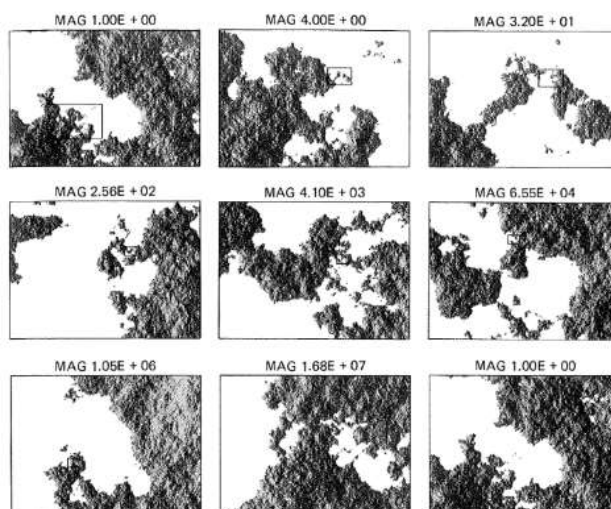 MAG 1.00E + 00
MAG 4.00E + 00
MAG 3.20E + 01
MAG 2.56E + 02
MAG 4.10E + 03
MAG 6.55E + 04
MAG 1.05E + 06
MAG 1.68E + 07
MAG 1.00E + 00